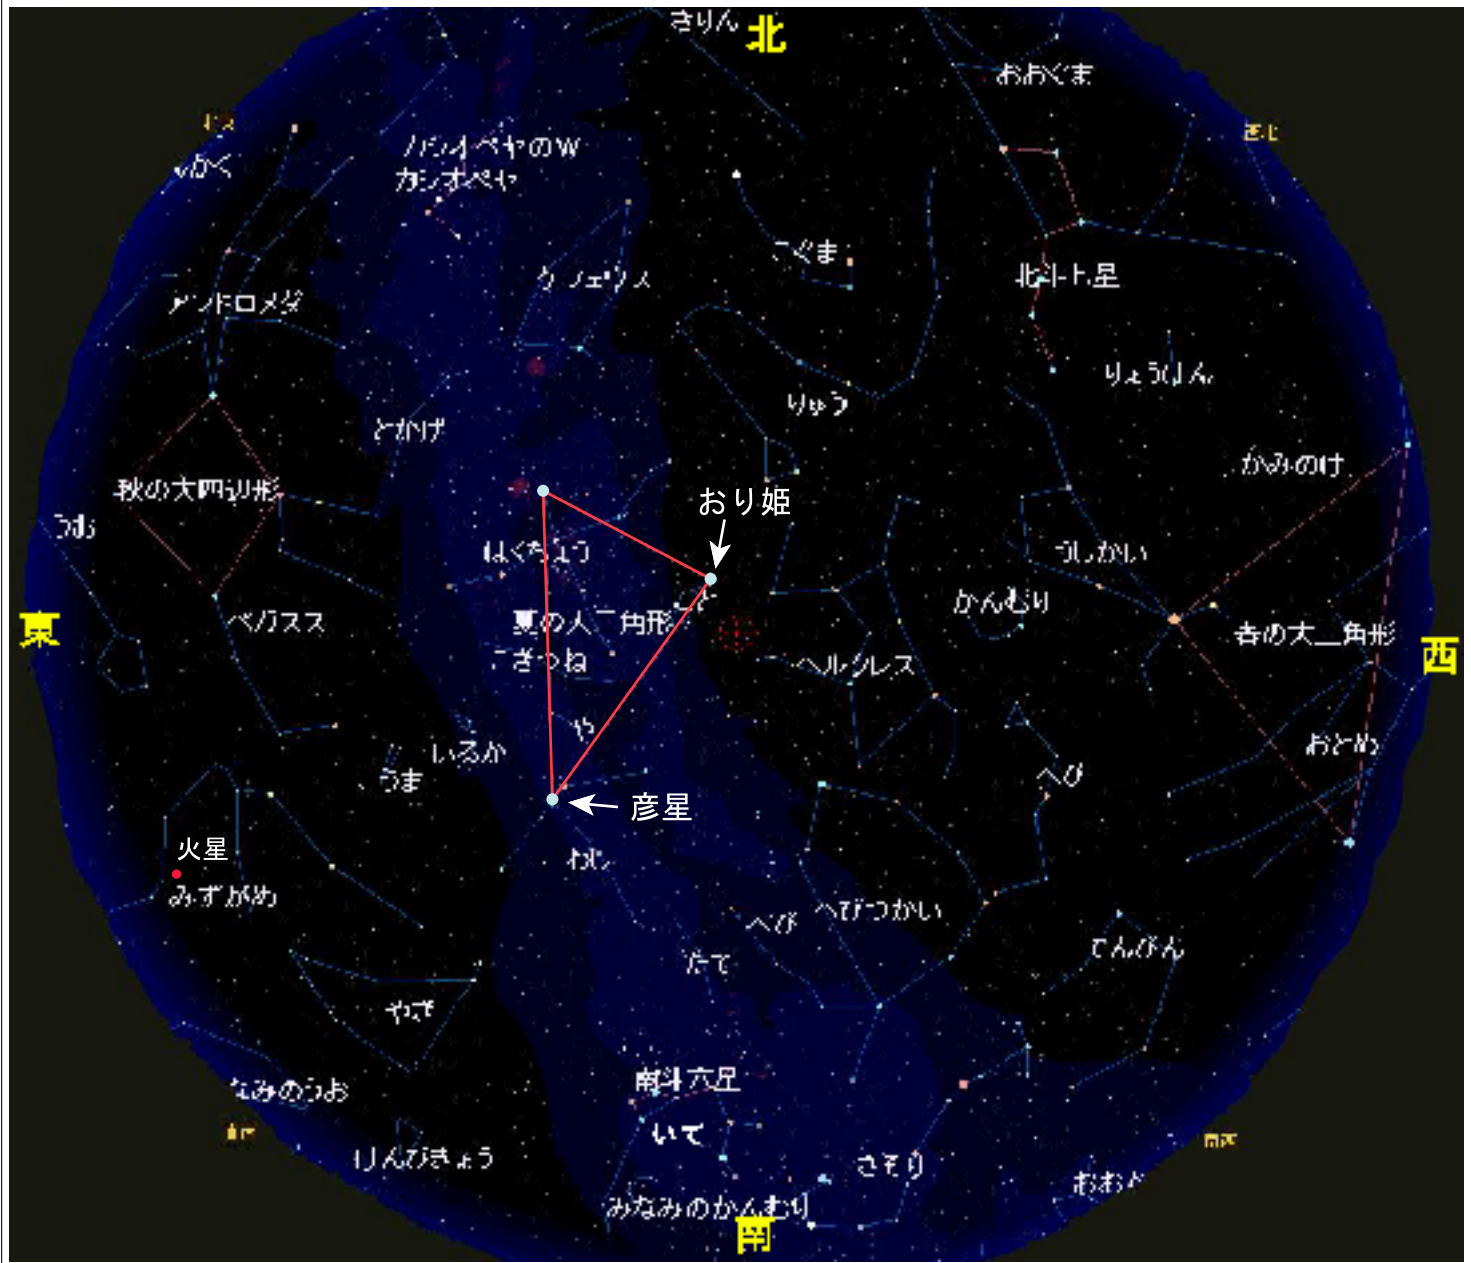 きりん
北
おおぐま
西北
カシオペヤのW
カシオペヤ
こぐま
ケフェウス
北斗七星
アンドロメダ
りょうけん
りゅう
とかげ
かみのけ
秋の大四辺形
おり姫
うお
はくちょう
うしかい
かんむり
ペガスス
夏の大三角形
春の大三角形
東
西
こぎつね
ヘルクレス
や
おとめ
いるか
うま
へび
彦星
火星
わし
みずがめ
へび
へびつかい
てんびん
たて
やぎ
南斗六星
みなみのうお
いて
南西
けんびきょう
さそり
みなみのかんむり
南